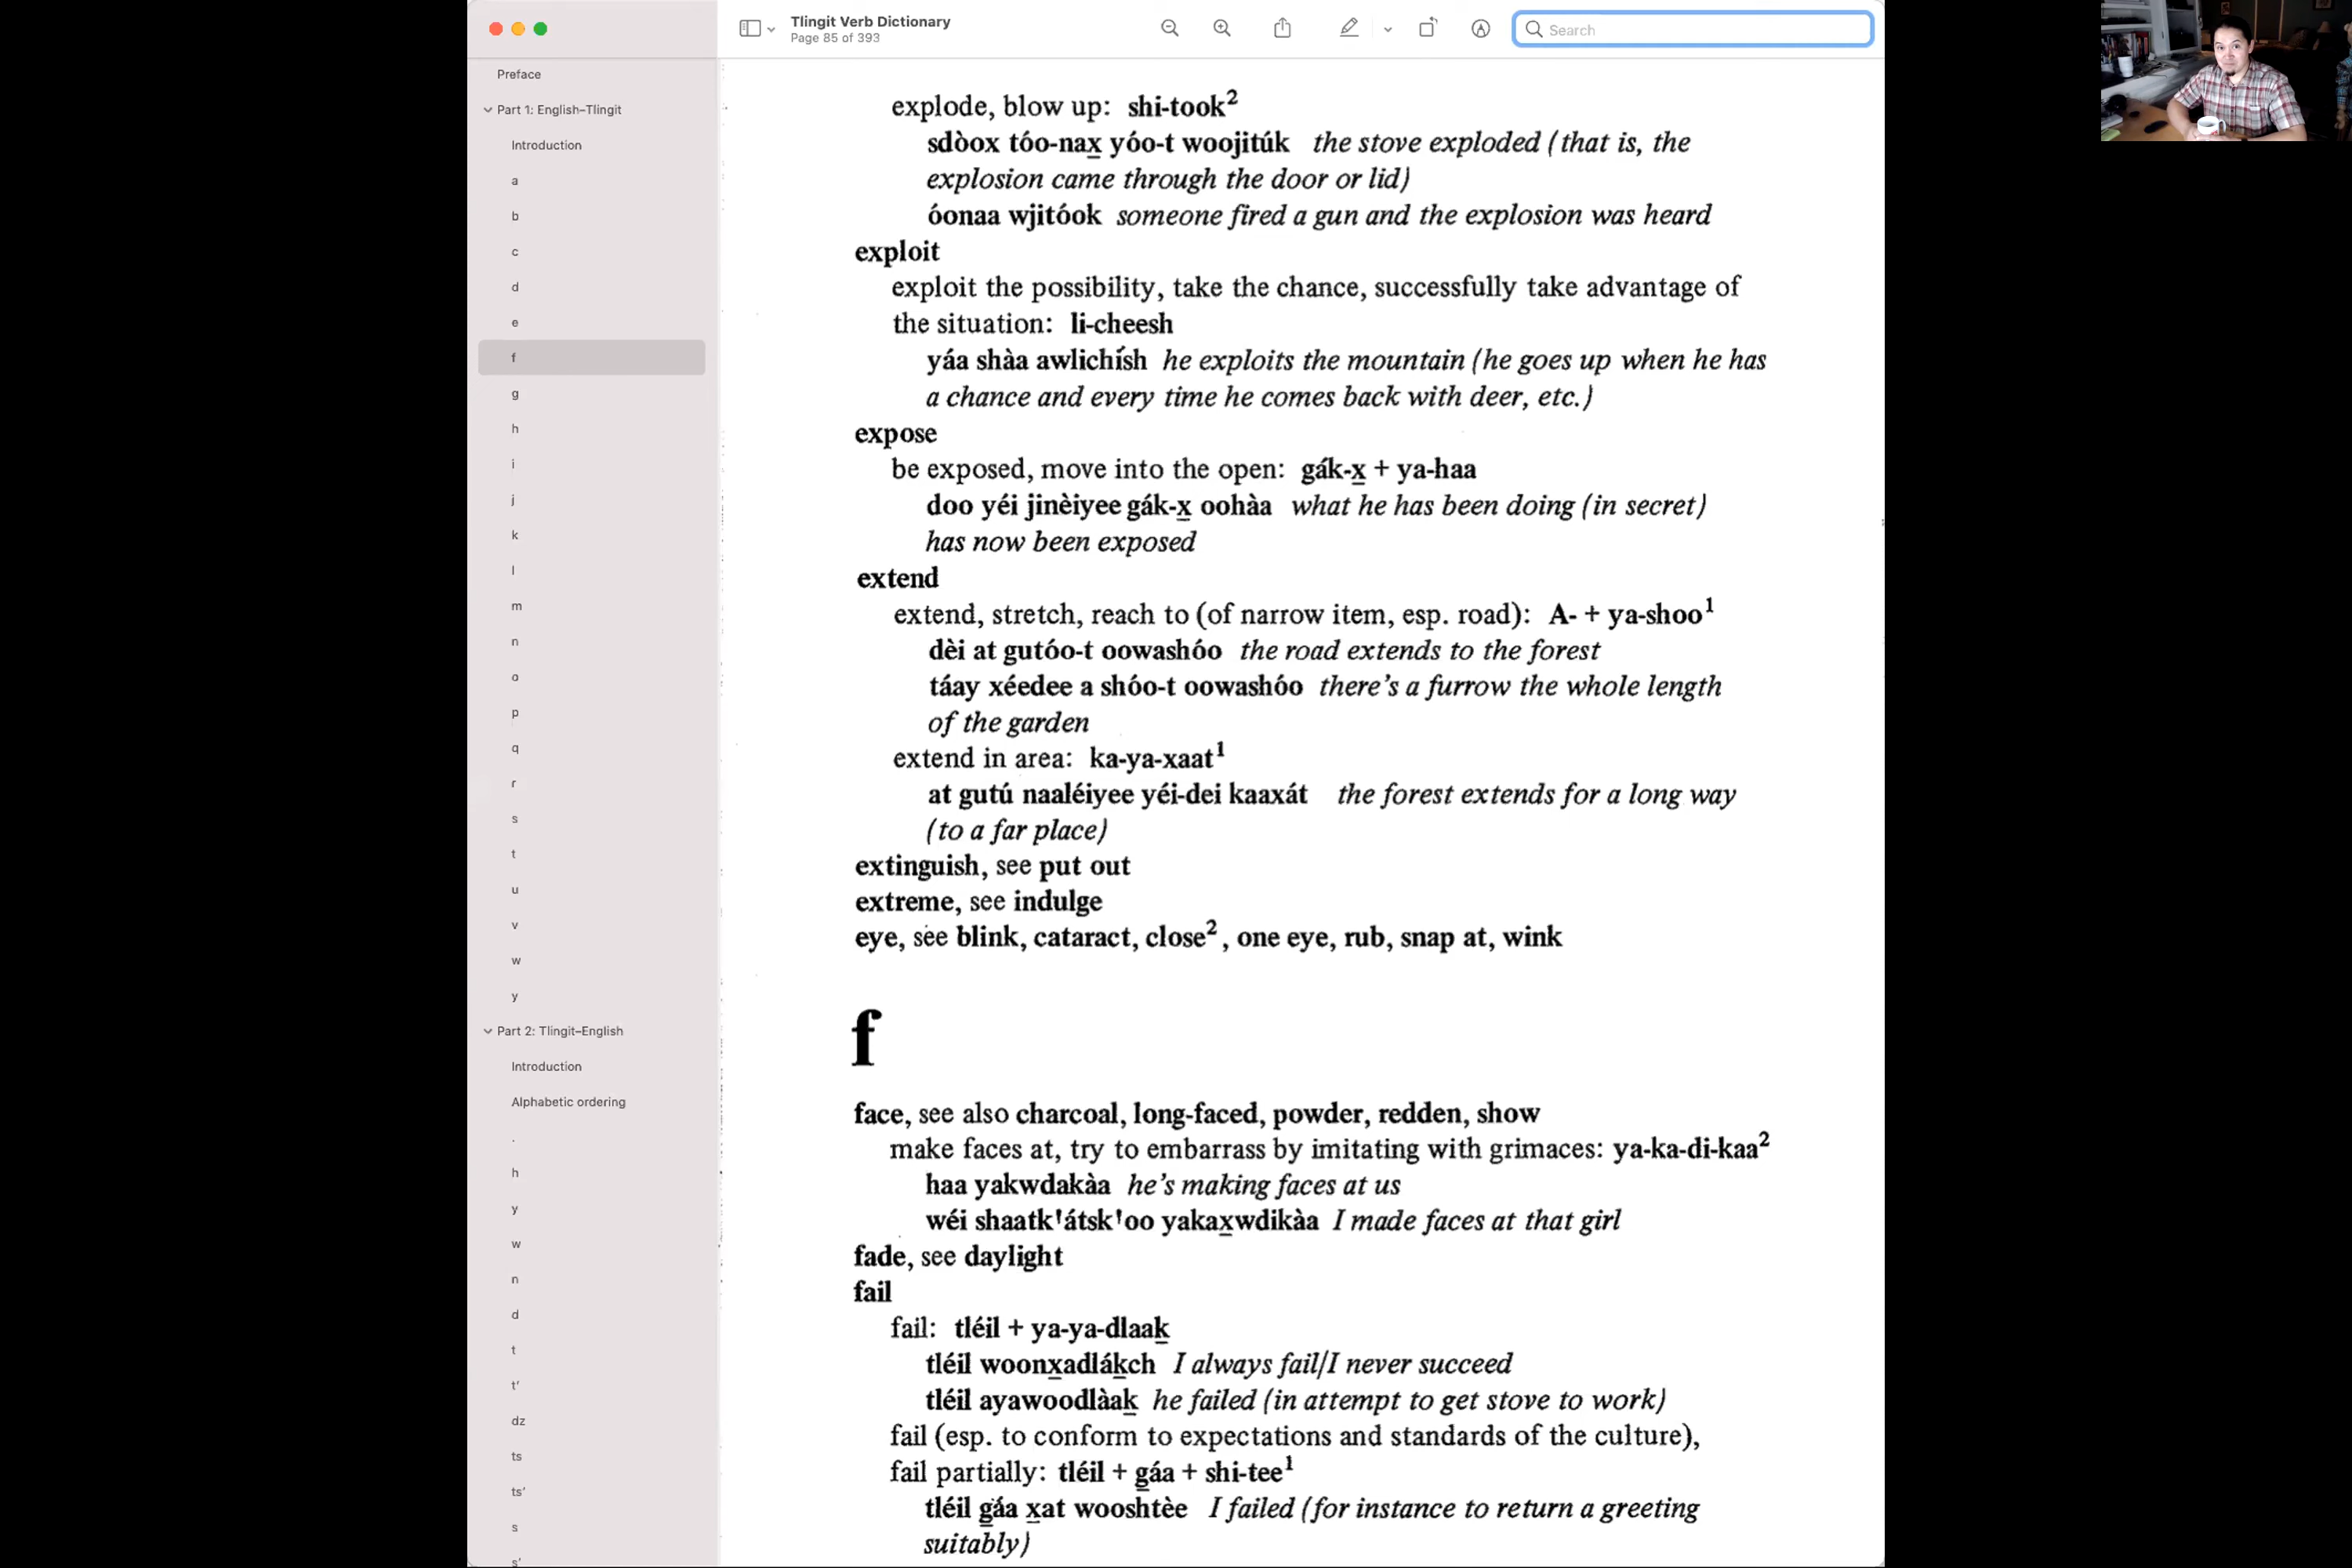 Tlingit Verb Dictionary
Page 85 of 393
Search
Preface
Part 1: English–Tlingit
Introduction
a
b
c
d
e
f
g
h
i
j
k
l
m
n
o
p
q
r
s
t
u
v
w
y
Part 2: Tlingit–English
Introduction
Alphabetic ordering
.
h
y
w
n
d
t
t’
dz
ts
ts’
s
s’
explode, blow up: shi-took²
sdòox tóo-nax̲ yóo-t woojitúk the stove exploded (that is, the
explosion came through the door or lid)
óonaa wjitóok someone fired a gun and the explosion was heard
exploit
exploit the possibility, take the chance, successfully take advantage of
the situation: li-cheesh
yáa shàa awlichísh he exploits the mountain (he goes up when he has
a chance and every time he comes back with deer, etc.)
expose
be exposed, move into the open: gák-x̲ + ya-haa
doo yéi jinèiyee gák-x̲ oohàa what he has been doing (in secret)
has now been exposed
extend
extend, stretch, reach to (of narrow item, esp. road): A- + ya-shoo¹
dèi at gutóo-t oowashóo the road extends to the forest
táay xéedee a shóo-t oowashóo there’s a furrow the whole length
of the garden
extend in area: ka-ya-xaat¹
at gutú naaléiyee yéi-dei kaaxát the forest extends for a long way
(to a far place)
extinguish, see put out
extreme, see indulge
eye, see blink, cataract, close², one eye, rub, snap at, wink
f
face, see also charcoal, long-faced, powder, redden, show
make faces at, try to embarrass by imitating with grimaces: ya-ka-di-kaa²
haa yakwdakàa he’s making faces at us
wéi shaatk'átsk'oo yakax̲wdikàa I made faces at that girl
fade, see daylight
fail
fail: tléil + ya-ya-dlaaḵ
tléil woonx̲adláḵch I always fail/I never succeed
tléil ayawoodlàaḵ he failed (in attempt to get stove to work)
fail (esp. to conform to expectations and standards of the culture),
fail partially: tléil + g̲áa + shi-tee¹
tléil g̲áa x̲at wooshtèe I failed (for instance to return a greeting
suitably)